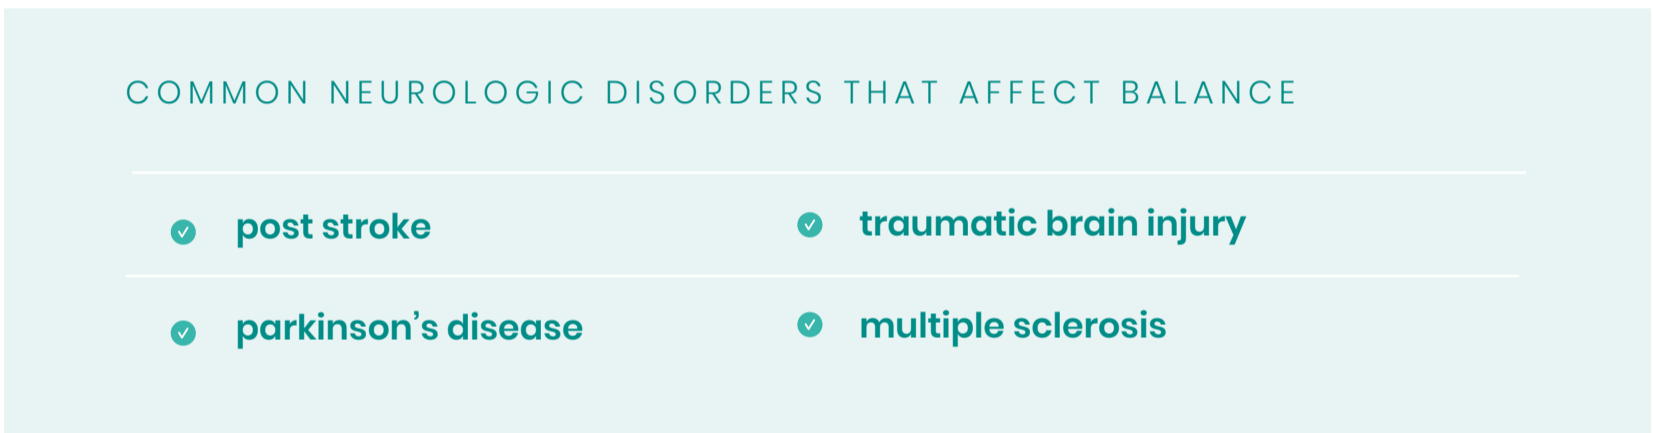 COMMON NEUROLOGIC DISORDERS THAT AFFECT BALANCE
post stroke
traumatic brain injury
parkinson’s disease
multiple sclerosis